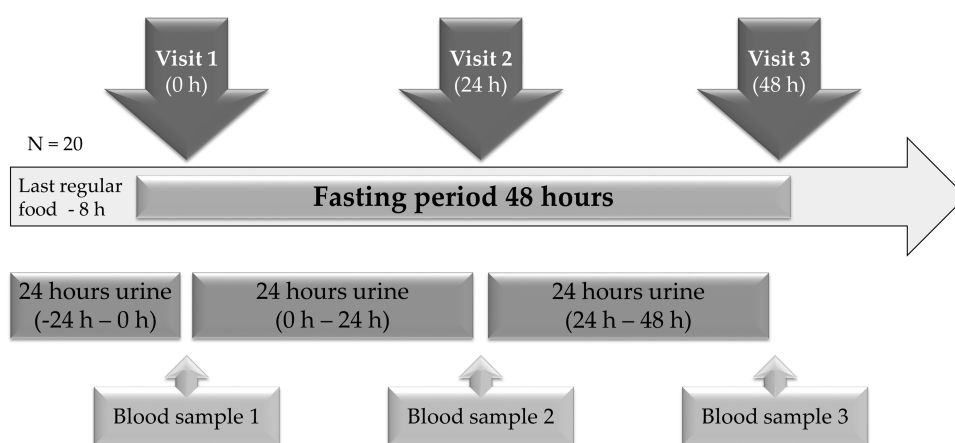 Visit 1
(0 h)
Visit 2
(24 h)
Visit 3
(48 h)
N = 20
Last regular
food - 8 h
Fasting period 48 hours
24 hours urine
(-24 h – 0 h)
24 hours urine
(0 h – 24 h)
24 hours urine
(24 h – 48 h)
Blood sample 1
Blood sample 2
Blood sample 3